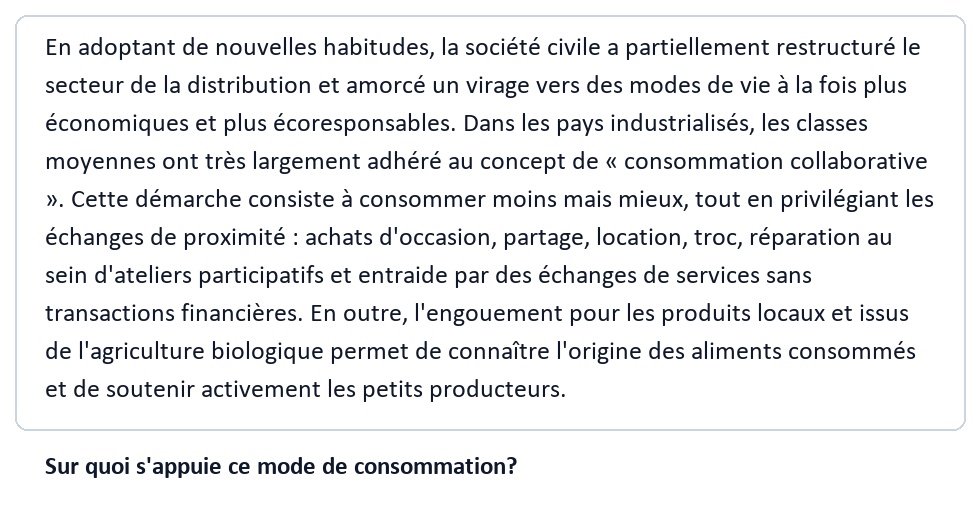 En adoptant de nouvelles habitudes, la société civile a partiellement restructuré le
secteur de la distribution et amorcé un virage vers des modes de vie à la fois plus
économiques et plus écoresponsables. Dans les pays industrialisés, les classes
moyennes ont très largement adhéré au concept de « consommation collaborative
». Cette démarche consiste à consommer moins mais mieux, tout en privilégiant les
échanges de proximité : achats d'occasion, partage, location, troc, réparation au
sein d'ateliers participatifs et entraide par des échanges de services sans
transactions financières. En outre, l'engouement pour les produits locaux et issus
de l'agriculture biologique permet de connaître l'origine des aliments consommés
et de soutenir activement les petits producteurs.
Sur quoi s'appuie ce mode de consommation?